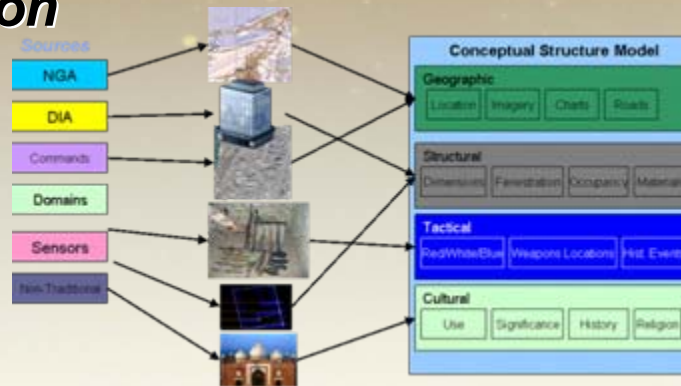 on
Sources
NGA
DIA
Commands
Domains
Sensors
Non-Traditional
Conceptual Structure Model
Geographic
Location Imagery Charts Roads
Structural
Dimensions Fenestration Occupancy Materials
Tactical
Red/White/Blue Weapons Locations Hist. Events
Cultural
Use Significance History Religion